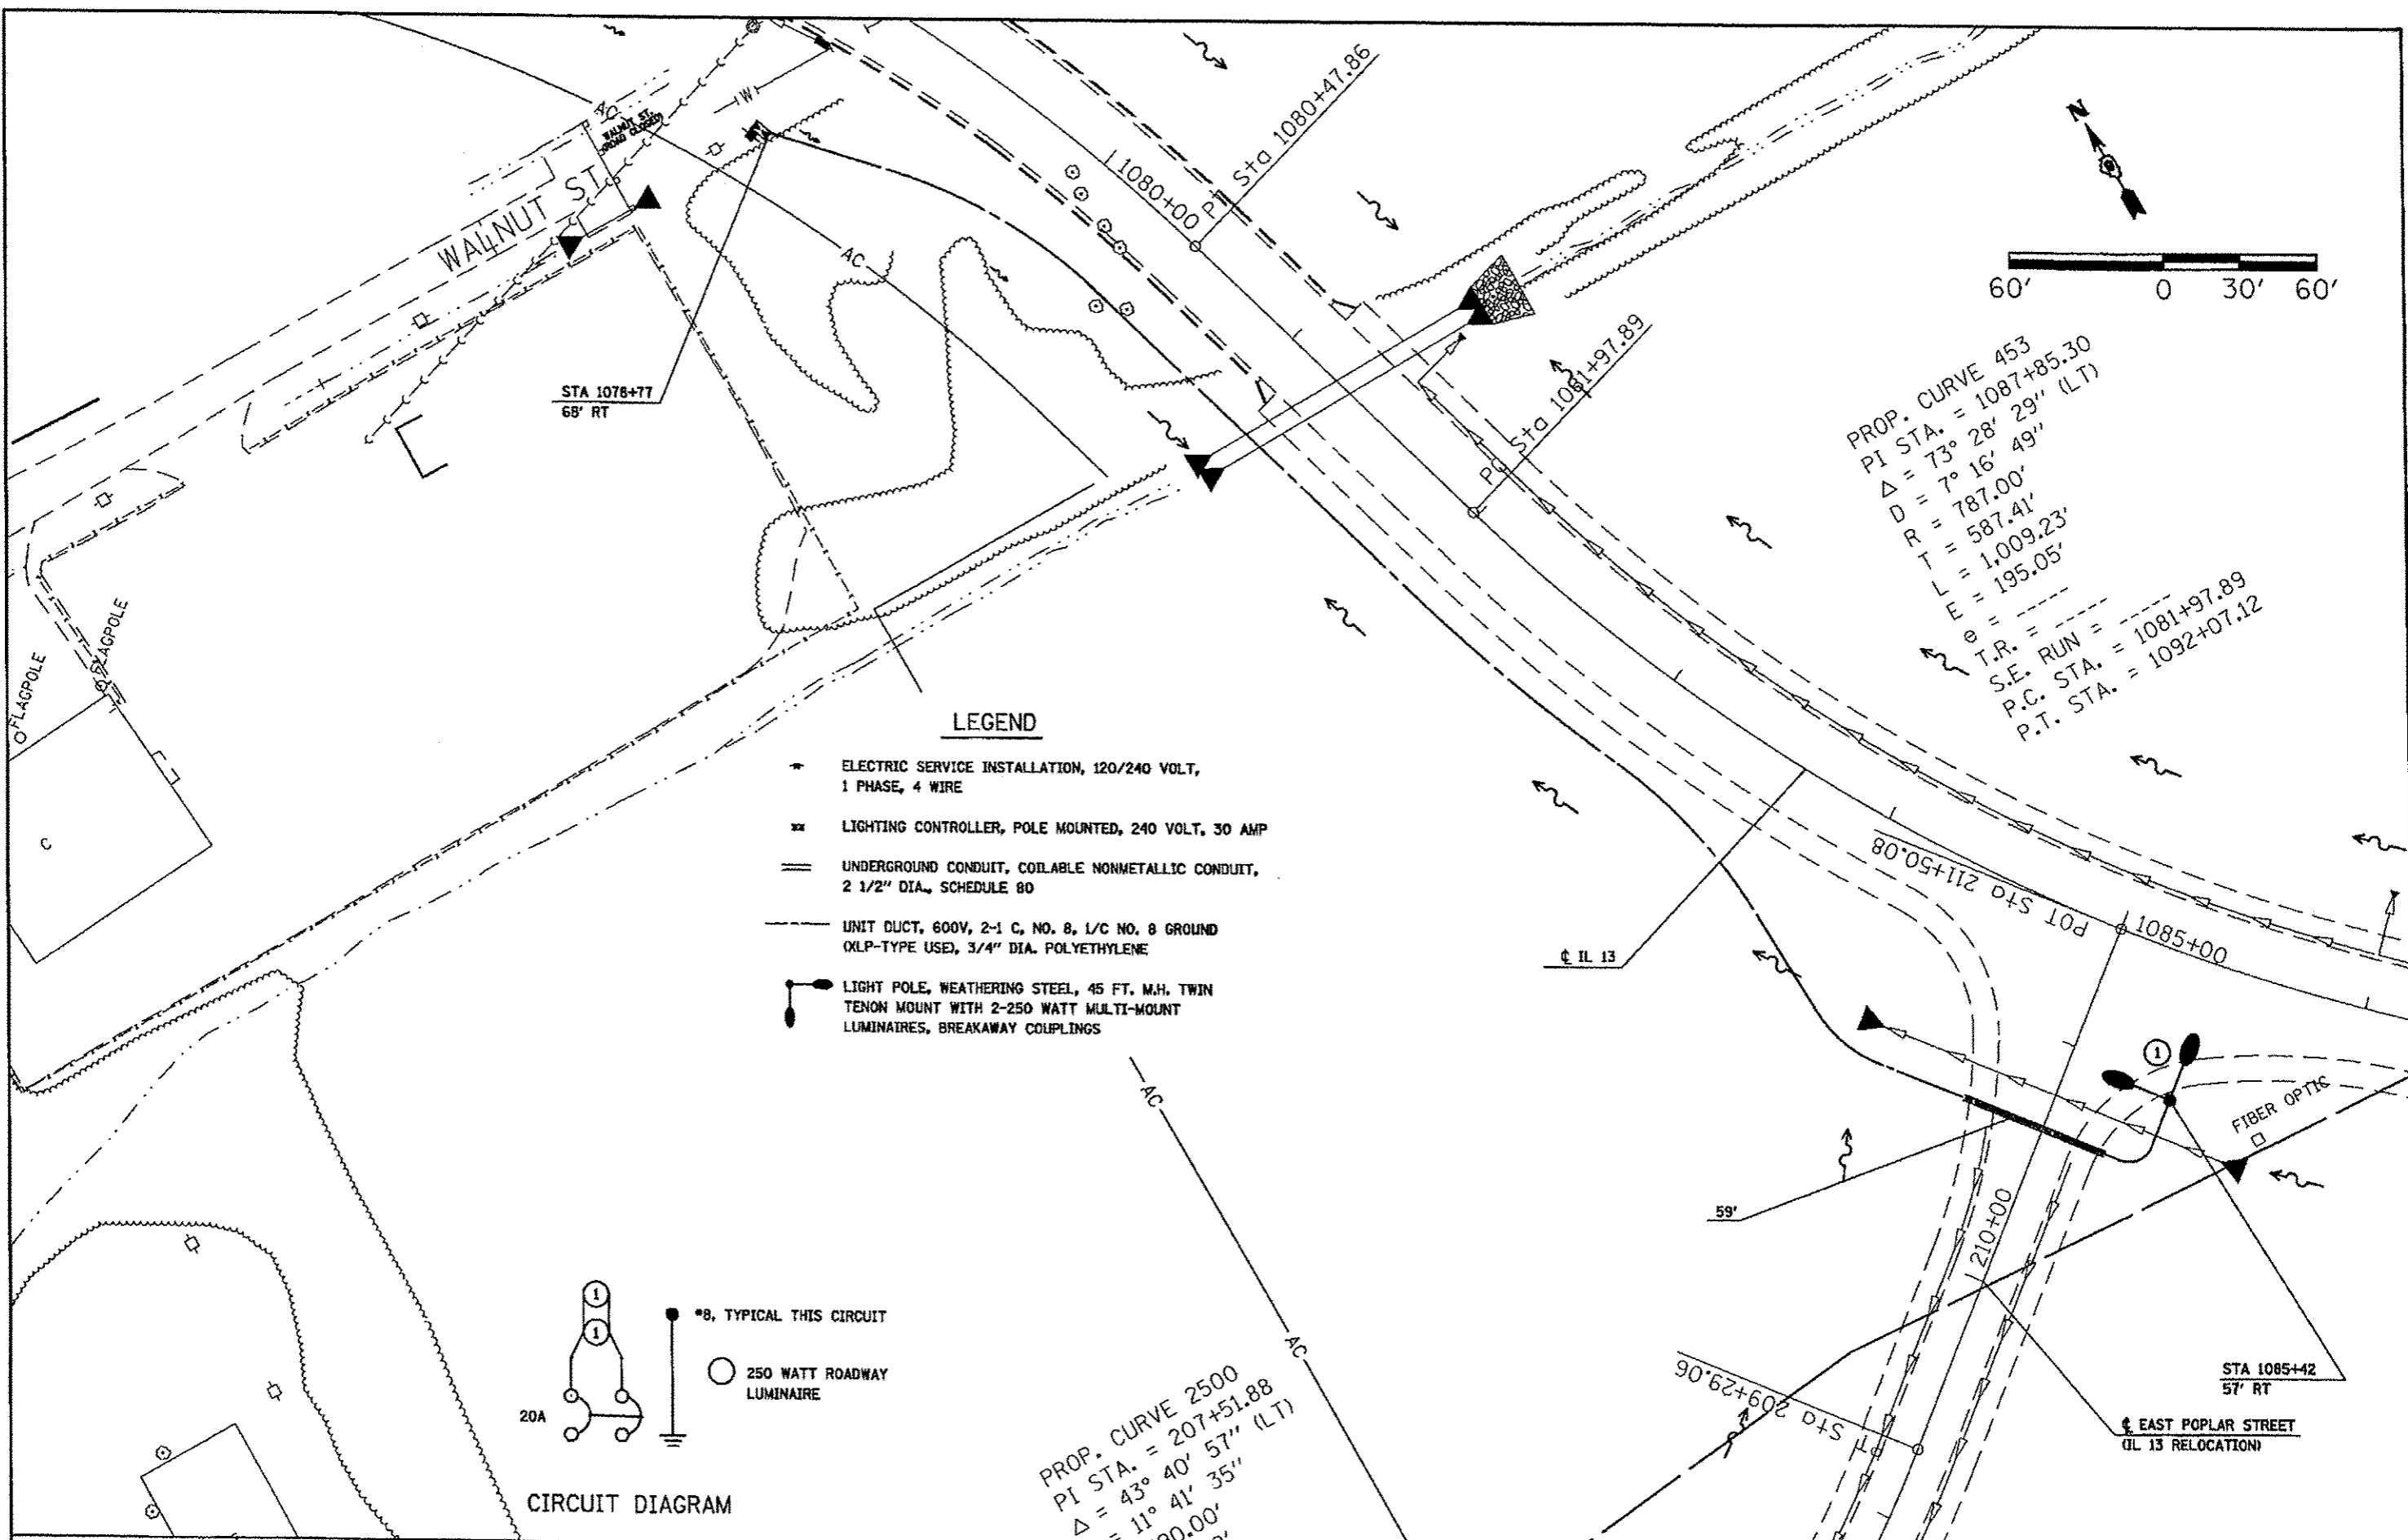 WALNUT ST.
(ROAD CLOSED)
W
AC
WALNUT ST.
AC
STA 1078+77
68' RT
1080+00
PT Sta 1080+47.86
PC Sta 1081+97.89
N
60' 0 30' 60'
PROP. CURVE 453
PI STA. = 1087+85.30
Δ = 73° 28' 29" (LT)
D = 7° 16' 49"
R = 787.00'
T = 587.41'
L = 1,009.23'
E = 195.05'
e = -----
T.R. = -----
S.E. RUN = -----
P.C. STA. = 1081+97.89
P.T. STA. = 1092+07.12
FLAGPOLE
FLAGPOLE
C
LEGEND
ELECTRIC SERVICE INSTALLATION, 120/240 VOLT,
1 PHASE, 4 WIRE
LIGHTING CONTROLLER, POLE MOUNTED, 240 VOLT, 30 AMP
UNDERGROUND CONDUIT, COILABLE NONMETALLIC CONDUIT,
2 1/2" DIA., SCHEDULE 80
UNIT DUCT, 600V, 2-1 C, NO. 8, 1/C NO. 8 GROUND
(XLP-TYPE USE), 3/4" DIA. POLYETHYLENE
LIGHT POLE, WEATHERING STEEL, 45 FT. M.H. TWIN
TENON MOUNT WITH 2-250 WATT MULTI-MOUNT
LUMINAIRES, BREAKAWAY COUPLINGS
℄ IL 13
POT Sta 211+50.08
1085+00
1
FIBER OPTIC
59'
210+00
AC
AC
STA 1085+42
57' RT
℄ EAST POPLAR STREET
(IL 13 RELOCATION)
T Sta 209+29.06
1
1
#8, TYPICAL THIS CIRCUIT
250 WATT ROADWAY
LUMINAIRE
20A
CIRCUIT DIAGRAM
PROP. CURVE 2500
PI STA. = 207+51.88
Δ = 43° 40' 57" (LT)
= 11° 41' 35"